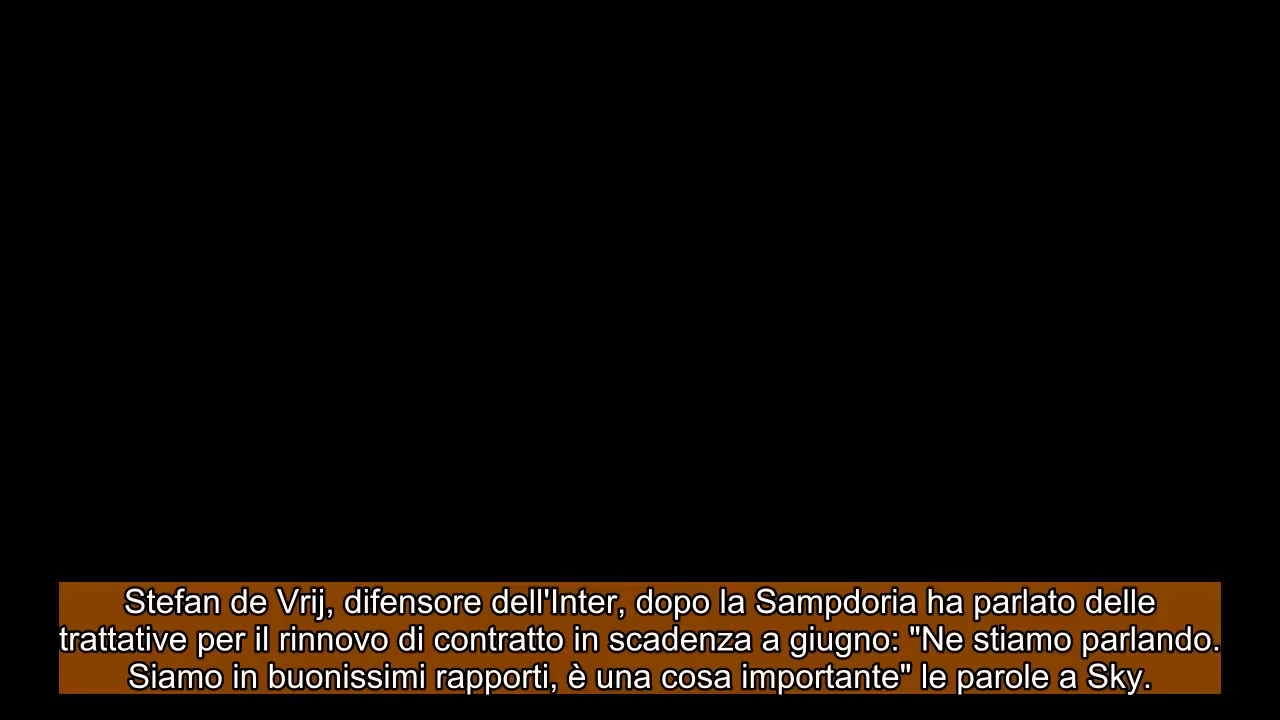 Stefan de Vrij, difensore dell'Inter, dopo la Sampdoria ha parlato delle
trattative per il rinnovo di contratto in scadenza a giugno: "Ne stiamo parlando.
Siamo in buonissimi rapporti, è una cosa importante" le parole a Sky.